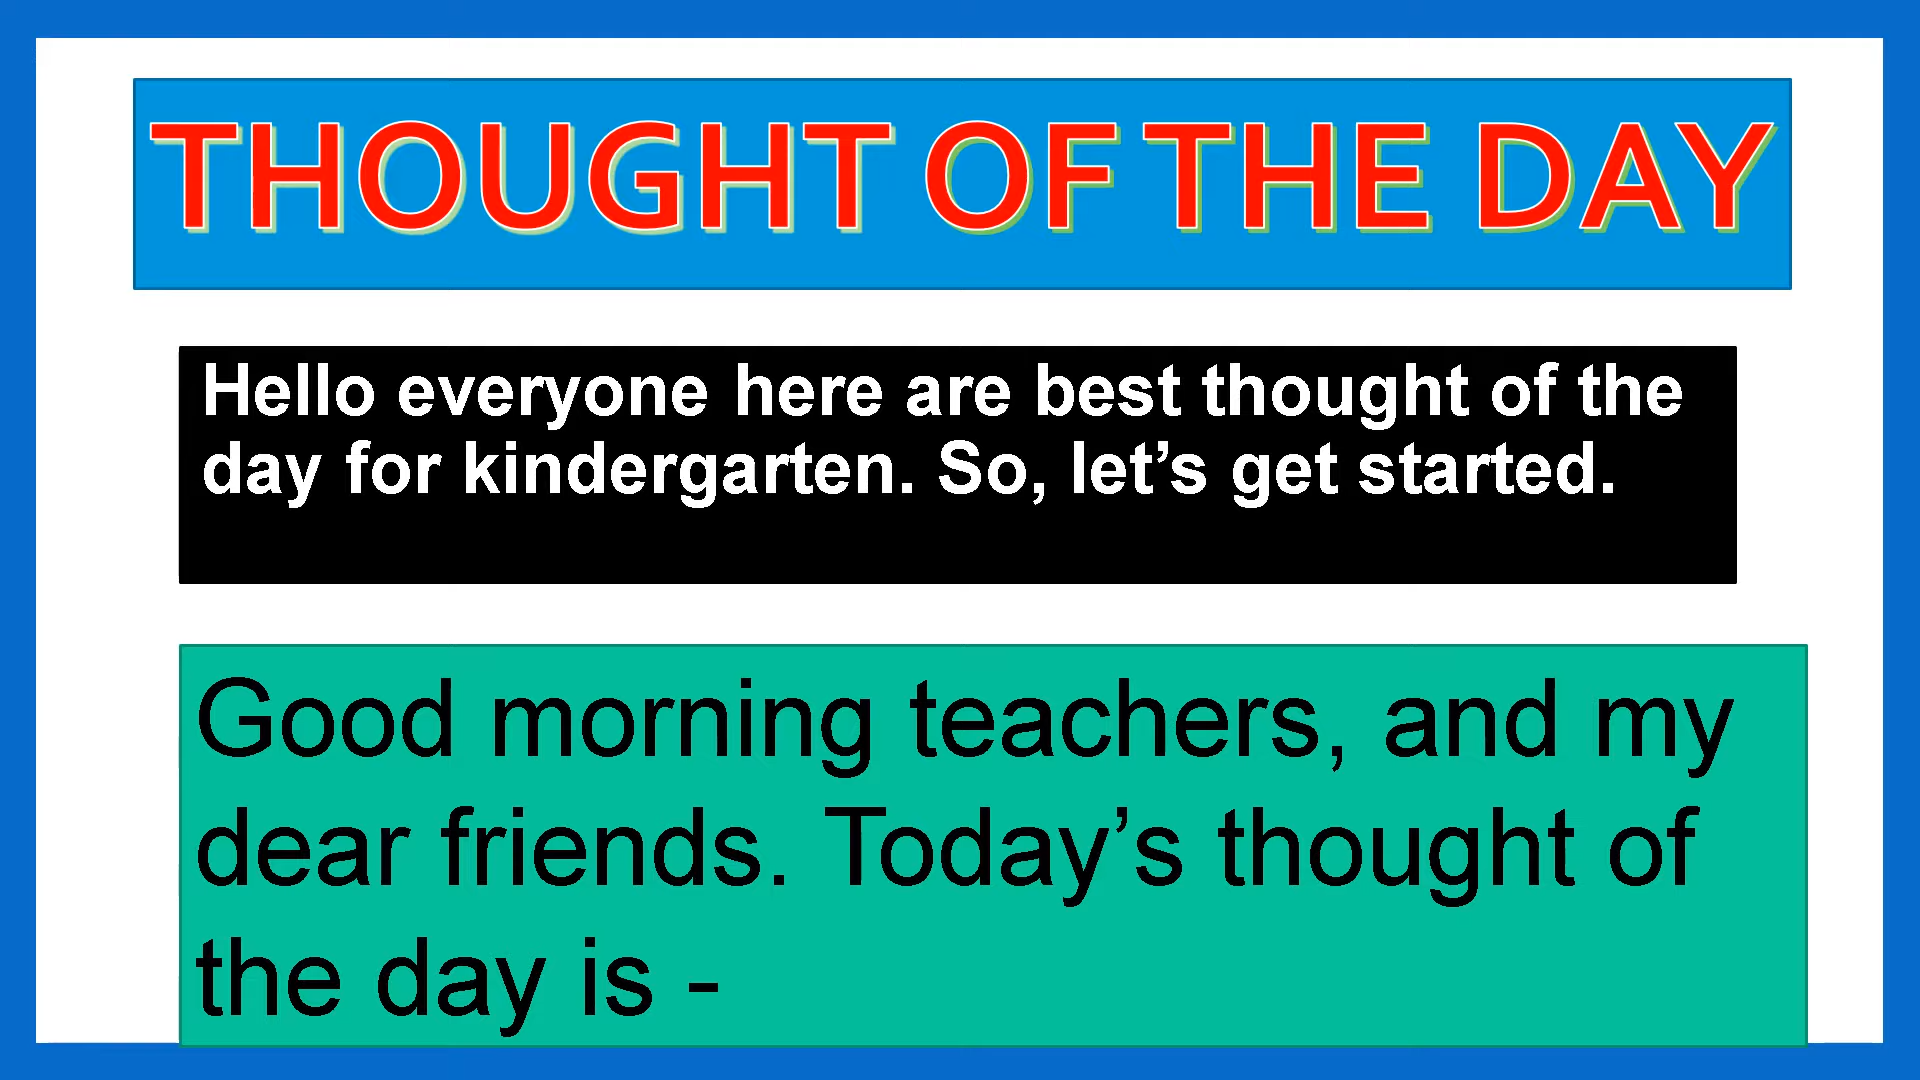 THOUGHT OF THE DAY
Hello everyone here are best thought of the
day for kindergarten. So, let’s get started.
Good morning teachers, and my
dear friends. Today’s thought of
the day is -